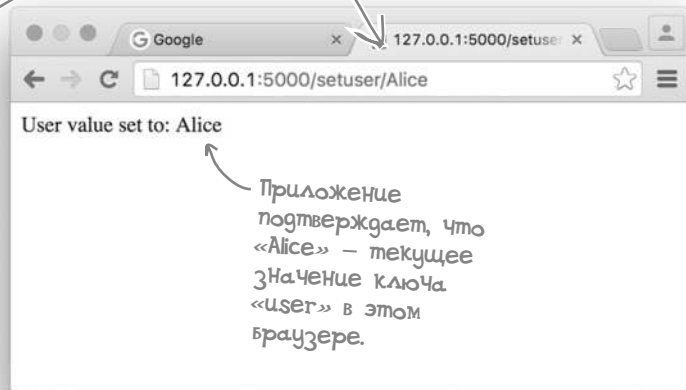 Google
127.0.0.1:5000/setuser
127.0.0.1:5000/setuser/Alice
User value set to: Alice
Приложение
подтверждает, что
«Alice» — текущее
значение ключа
«user» в этом
браузере.